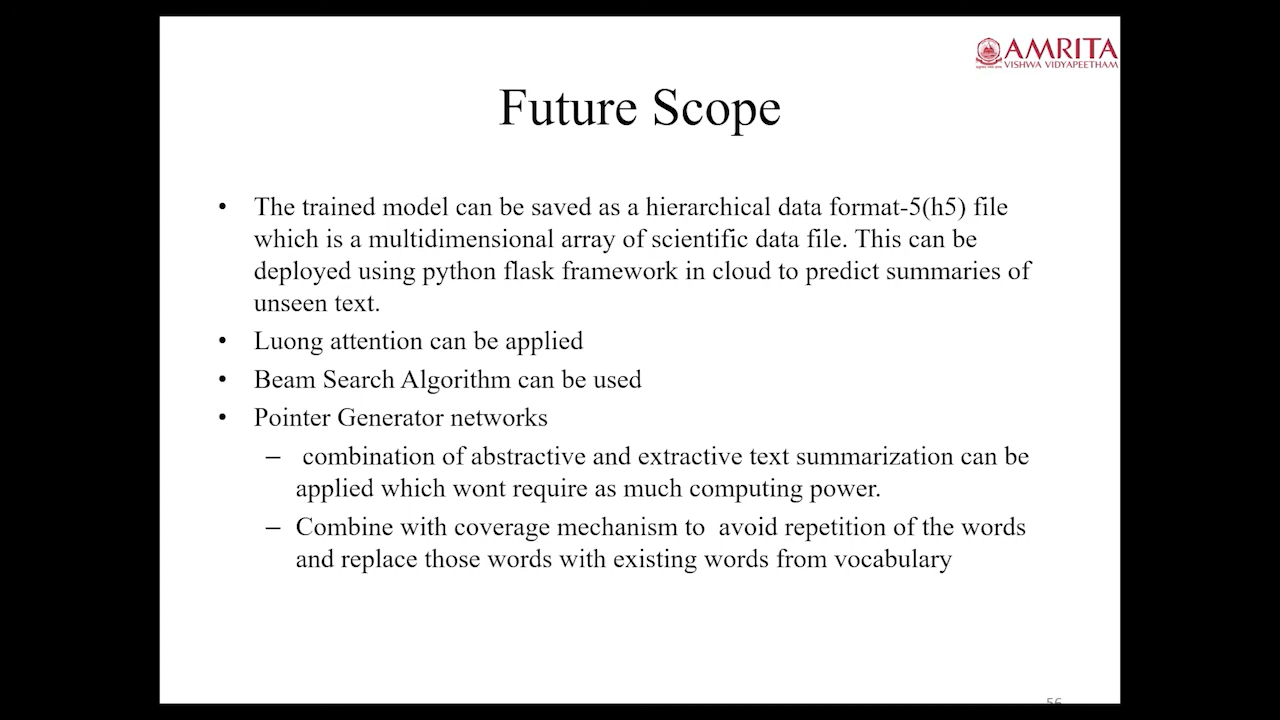 AMRITA
VISHWA VIDYAPEETHAM
Future Scope
• The trained model can be saved as a hierarchical data format-5(h5) file
which is a multidimensional array of scientific data file. This can be
deployed using python flask framework in cloud to predict summaries of
unseen text.
• Luong attention can be applied
• Beam Search Algorithm can be used
• Pointer Generator networks
– combination of abstractive and extractive text summarization can be
applied which wont require as much computing power.
– Combine with coverage mechanism to avoid repetition of the words
and replace those words with existing words from vocabulary
56